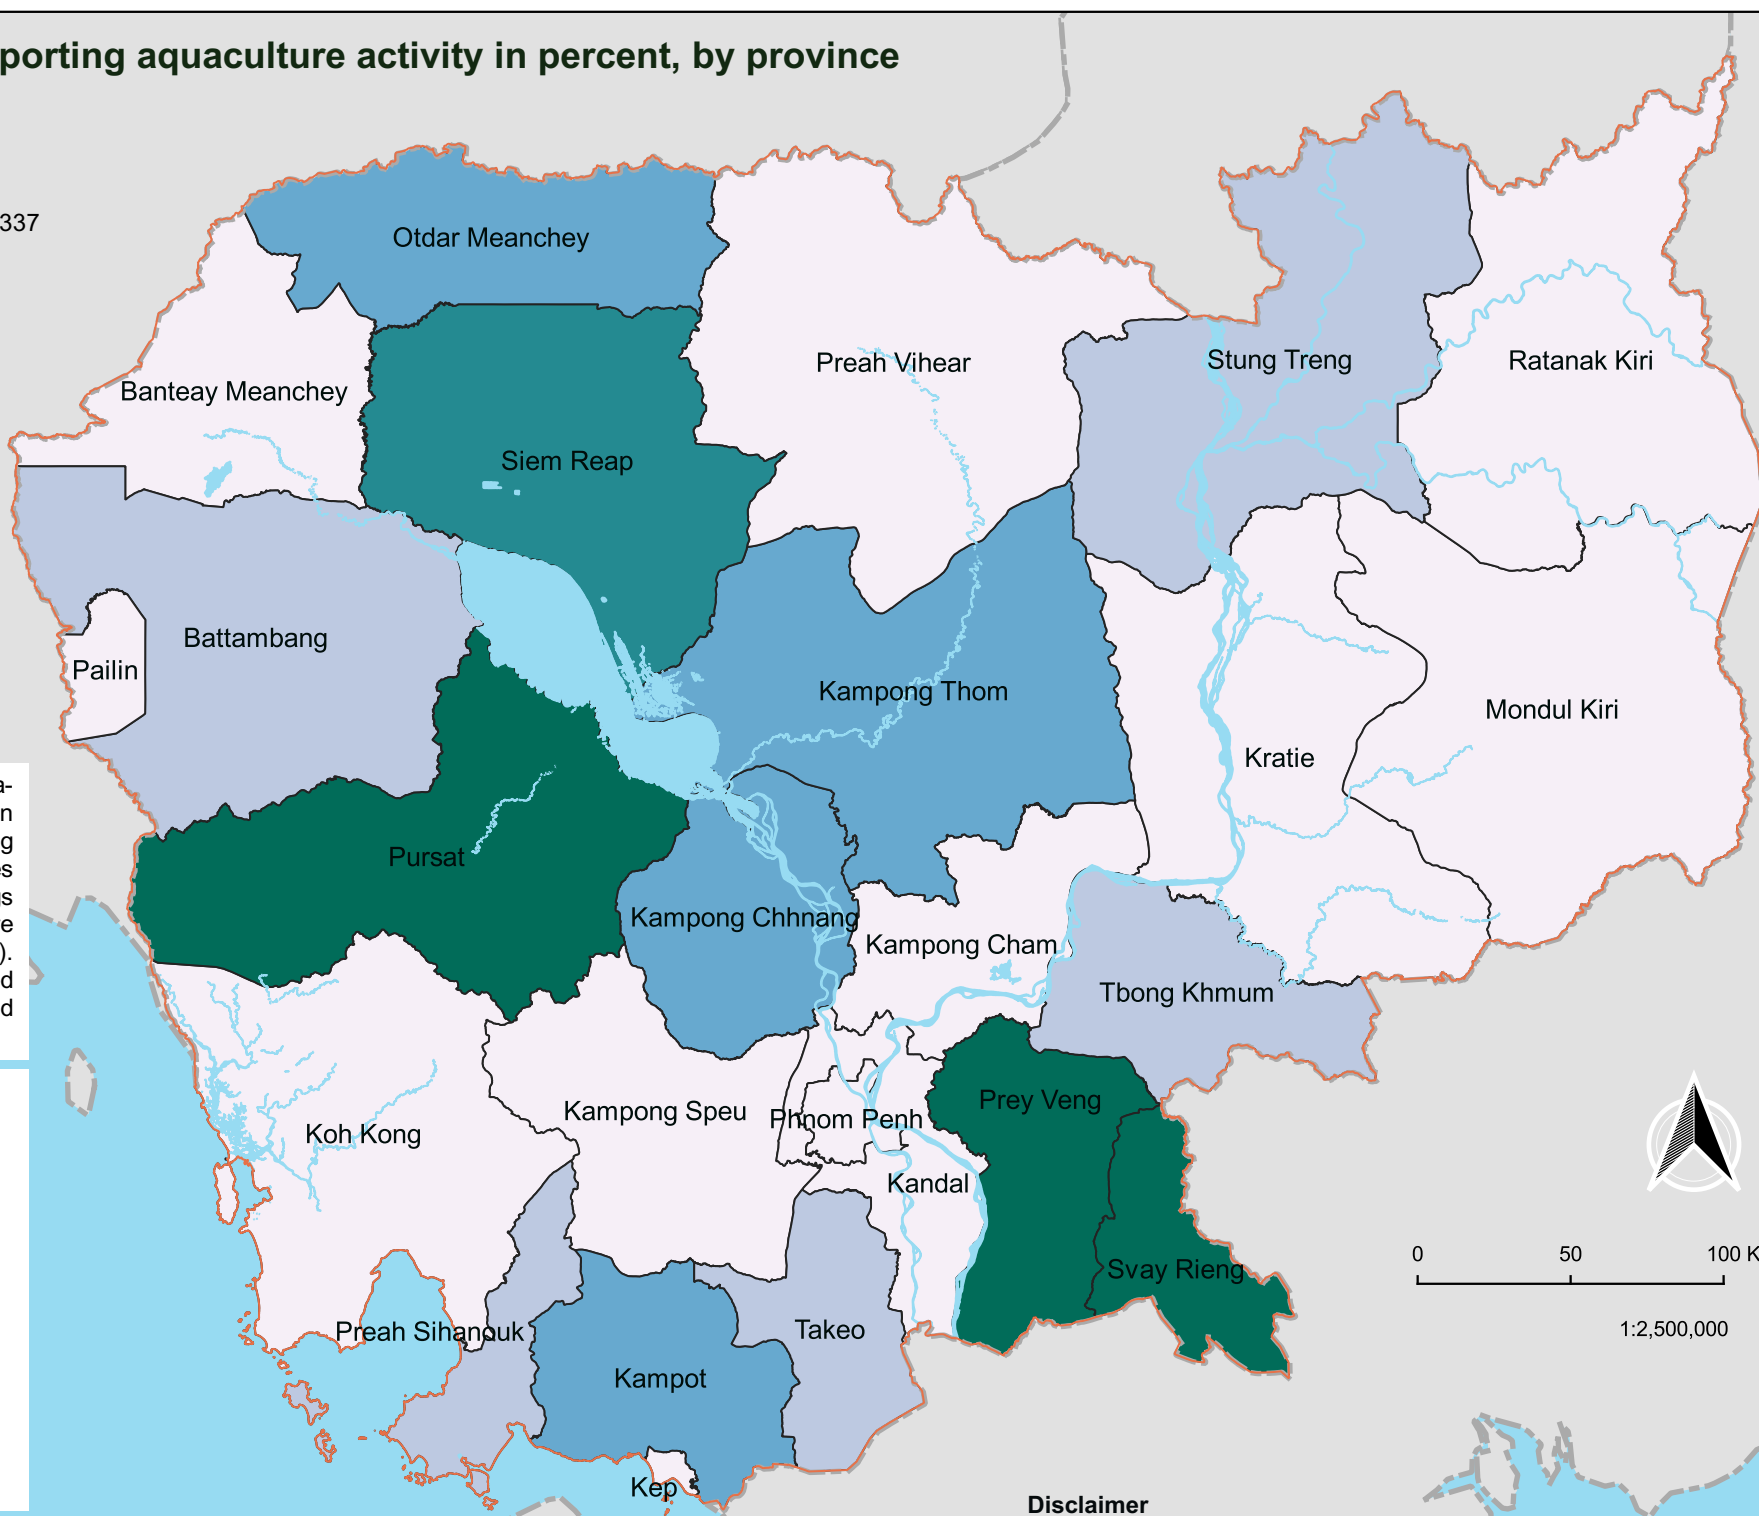 porting aquaculture activity in percent, by province
337
Otdar Meanchey
Preah Vihear
Stung Treng
Ratanak Kiri
Banteay Meanchey
Siem Reap
Battambang
Pailin
Kampong Thom
Mondul Kiri
Kratie
a-
n
g
es
gs
re
).
d
d
Pursat
Kampong Chhnang
Kampong Cham
Tbong Khmum
Prey Veng
Kampong Speu
Phnom Penh
Koh Kong
Kandal
Svay Rieng
0 50 100 K
Preah Sihanouk
Takeo
1:2,500,000
Kampot
Kep
Disclaimer